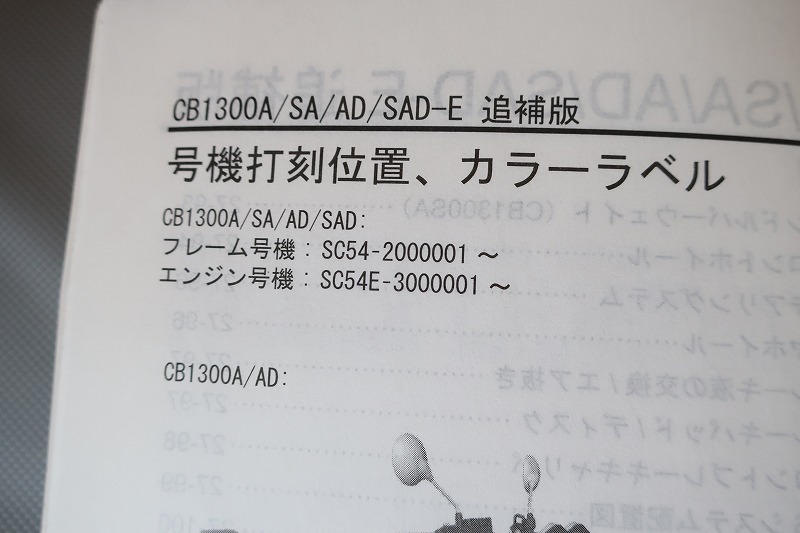 CB1300A/SA/AD/SAD-E 追補版
号機打刻位置、カラーラベル
CB1300A/SA/AD/SAD:
フレーム号機：SC54-2000001 ～
エンジン号機：SC54E-3000001 ～
CB1300A/AD: